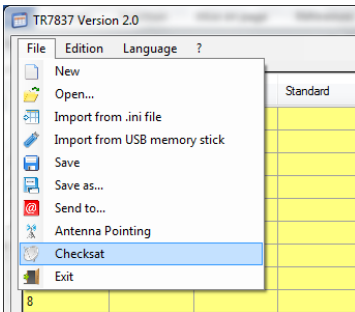 TR7837 Version 2.0
File Edition Language ?
New
Open...
Standard
Import from .ini file
Import from USB memory stick
Save
Save as...
Send to...
Antenna Pointing
Checksat
Exit
8